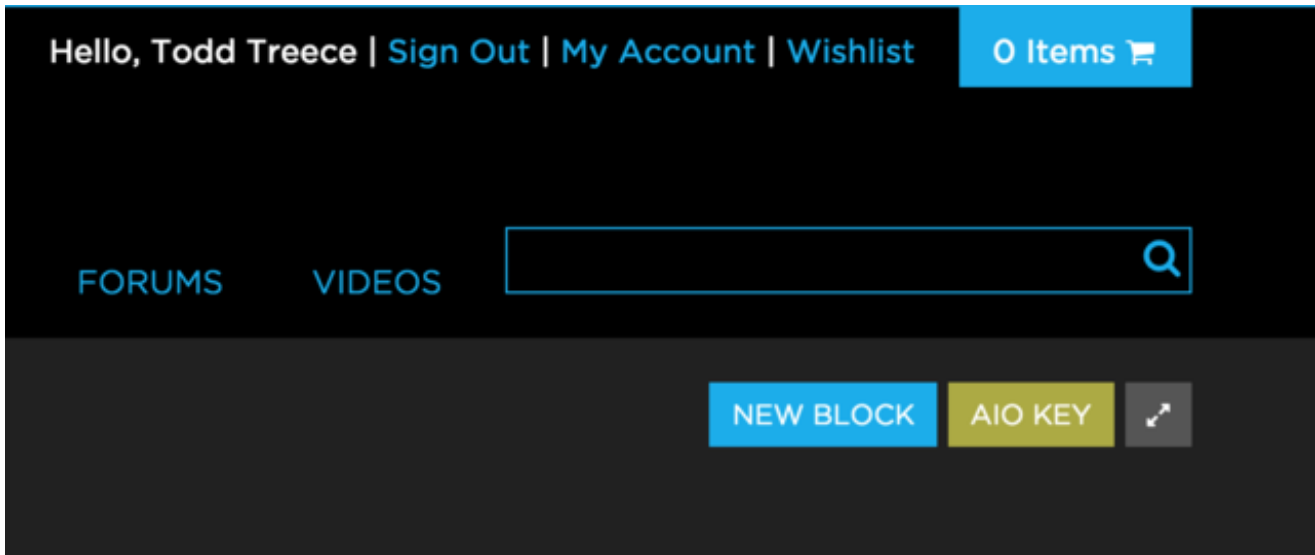 Hello, Todd Treece | Sign Out | My Account | Wishlist 0 Items
FORUMS VIDEOS
NEW BLOCK AIO KEY